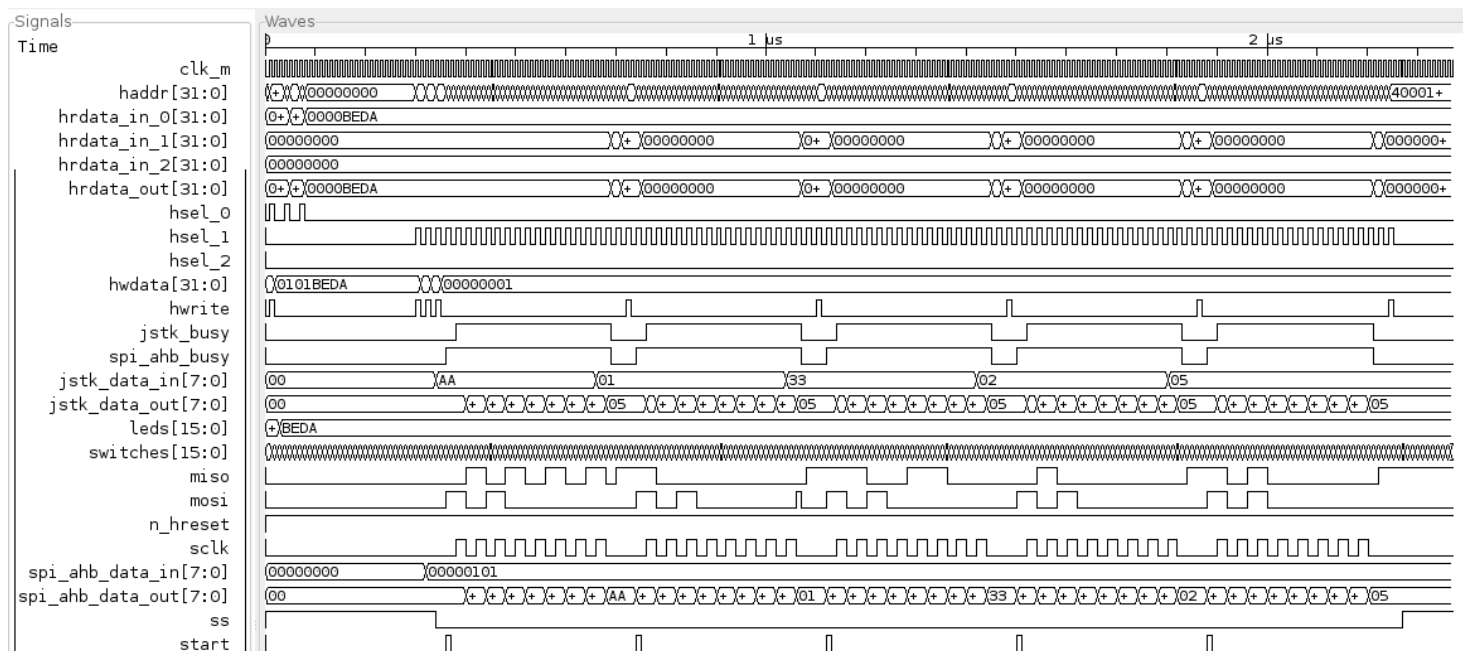 Signals Waves
Time 0 1 μs 2 μs
clk_m
haddr[31:0] + 00000000 40001+
hrdata_in_0[31:0] 0+ + 0000BEDA
hrdata_in_1[31:0] 00000000 + 00000000 0+ 00000000 + 00000000 + 00000000 000000+
hrdata_in_2[31:0] 00000000
hrdata_out[31:0] 0+ + 0000BEDA + 00000000 0+ 00000000 + 00000000 + 00000000 000000+
hsel_0
hsel_1
hsel_2
hwdata[31:0] 0101BEDA 00000001
hwrite
jstk_busy
spi_ahb_busy
jstk_data_in[7:0] 00 AA 01 33 02 05
jstk_data_out[7:0] 00 + + + + + + + 05 + + + + + + + 05 + + + + + + + 05 + + + + + + + 05 + + + + + + + 05
leds[15:0] + BEDA
switches[15:0]
miso
mosi
n_hreset
sclk
spi_ahb_data_in[7:0] 00000000 00000101
spi_ahb_data_out[7:0] 00 + + + + + + + AA + + + + + + + + 01 + + + + + + + + 33 + + + + + + + + 02 + + + + + + + + 05
ss
start